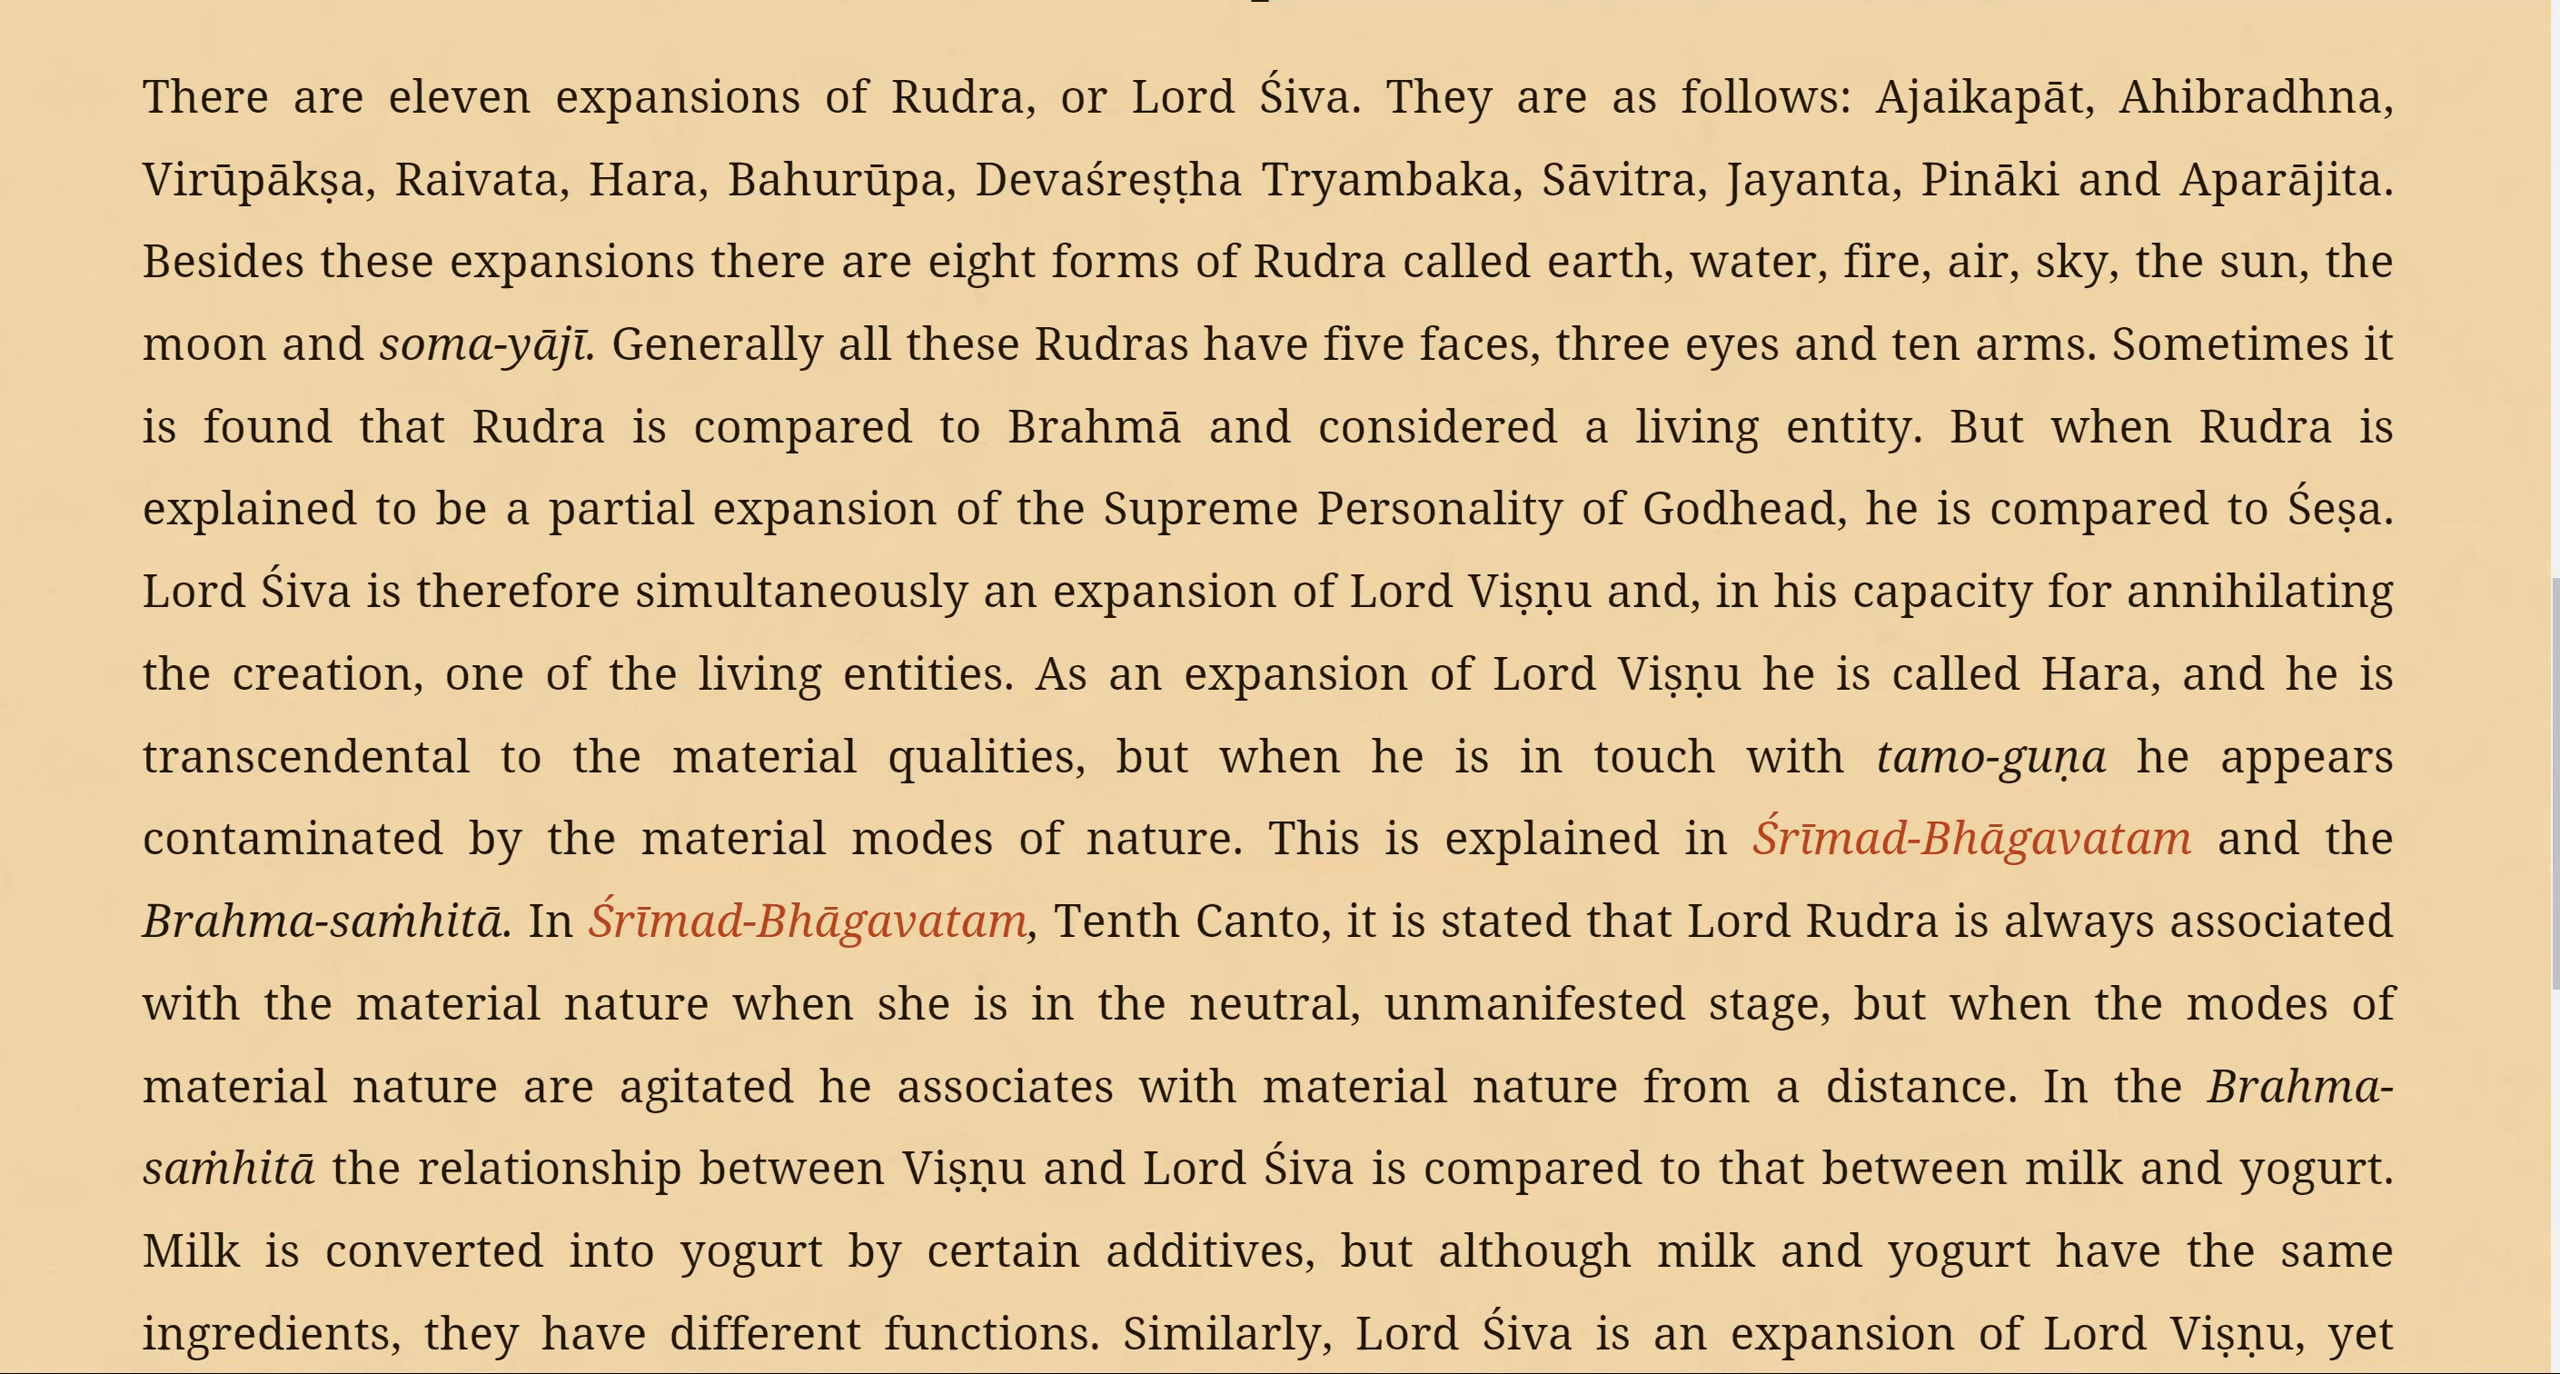 There are eleven expansions of Rudra, or Lord Śiva. They are as follows: Ajaikapāt, Ahibradhna,
Virūpākṣa, Raivata, Hara, Bahurūpa, Devaśreṣṭha Tryambaka, Sāvitra, Jayanta, Pināki and Aparājita.
Besides these expansions there are eight forms of Rudra called earth, water, fire, air, sky, the sun, the
moon and soma-yājī. Generally all these Rudras have five faces, three eyes and ten arms. Sometimes it
is found that Rudra is compared to Brahmā and considered a living entity. But when Rudra is
explained to be a partial expansion of the Supreme Personality of Godhead, he is compared to Śeṣa.
Lord Śiva is therefore simultaneously an expansion of Lord Viṣṇu and, in his capacity for annihilating
the creation, one of the living entities. As an expansion of Lord Viṣṇu he is called Hara, and he is
transcendental to the material qualities, but when he is in touch with tamo-guṇa he appears
contaminated by the material modes of nature. This is explained in Śrīmad-Bhāgavatam and the
Brahma-saṁhitā. In Śrīmad-Bhāgavatam, Tenth Canto, it is stated that Lord Rudra is always associated
with the material nature when she is in the neutral, unmanifested stage, but when the modes of
material nature are agitated he associates with material nature from a distance. In the Brahma-
saṁhitā the relationship between Viṣṇu and Lord Śiva is compared to that between milk and yogurt.
Milk is converted into yogurt by certain additives, but although milk and yogurt have the same
ingredients, they have different functions. Similarly, Lord Śiva is an expansion of Lord Viṣṇu, yet